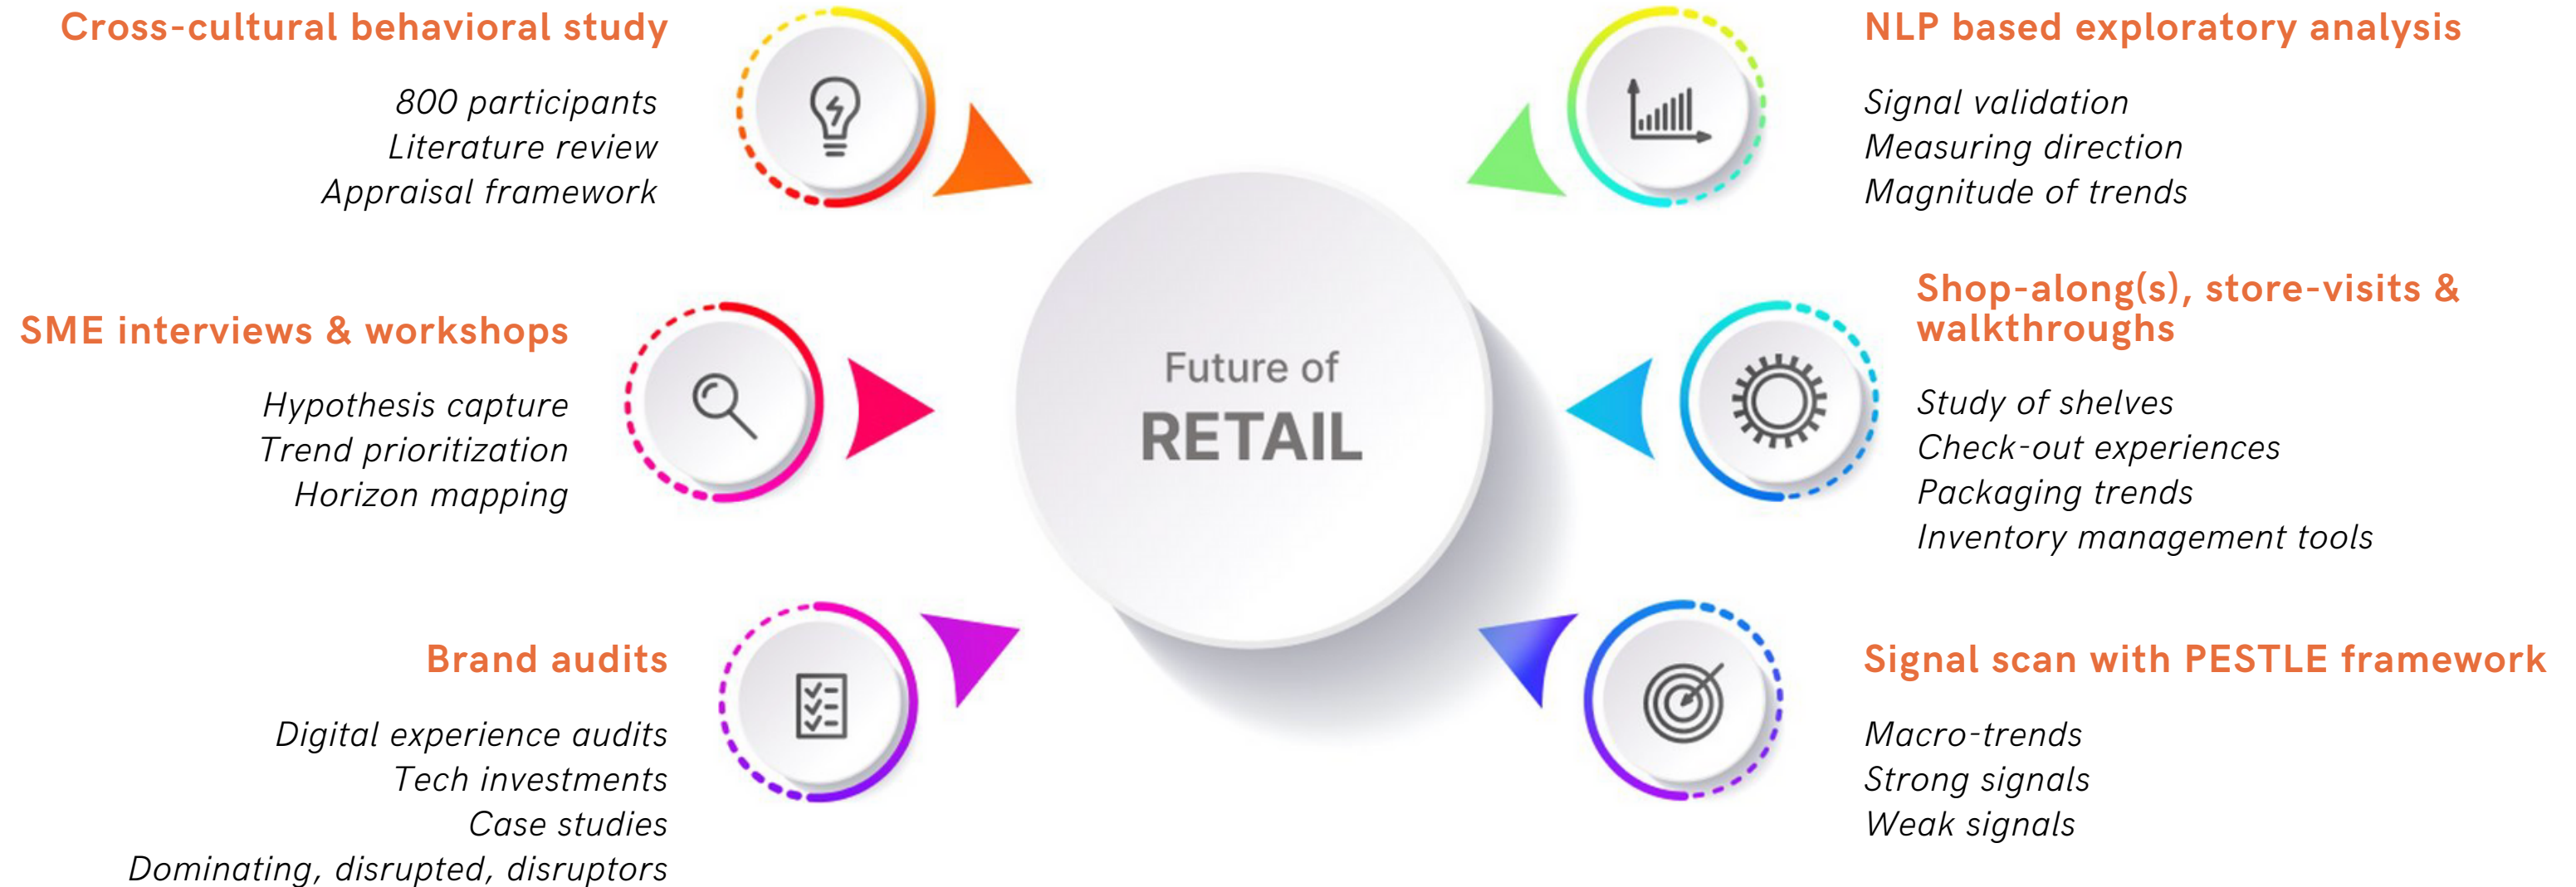 Cross-cultural behavioral study
800 participants
Literature review
Appraisal framework
SME interviews & workshops
Hypothesis capture
Trend prioritization
Horizon mapping
Brand audits
Digital experience audits
Tech investments
Case studies
Dominating, disrupted, disruptors
Future of
RETAIL
NLP based exploratory analysis
Signal validation
Measuring direction
Magnitude of trends
Shop-along(s), store-visits &
walkthroughs
Study of shelves
Check-out experiences
Packaging trends
Inventory management tools
Signal scan with PESTLE framework
Macro-trends
Strong signals
Weak signals